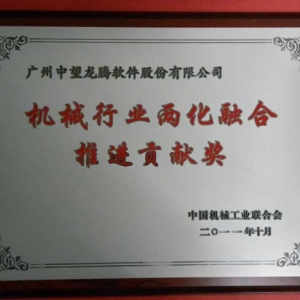 广州中望龙腾软件股份有限公司
机械行业两化融合
推进贡献奖
中国机械工业联合会
二〇一一年十月